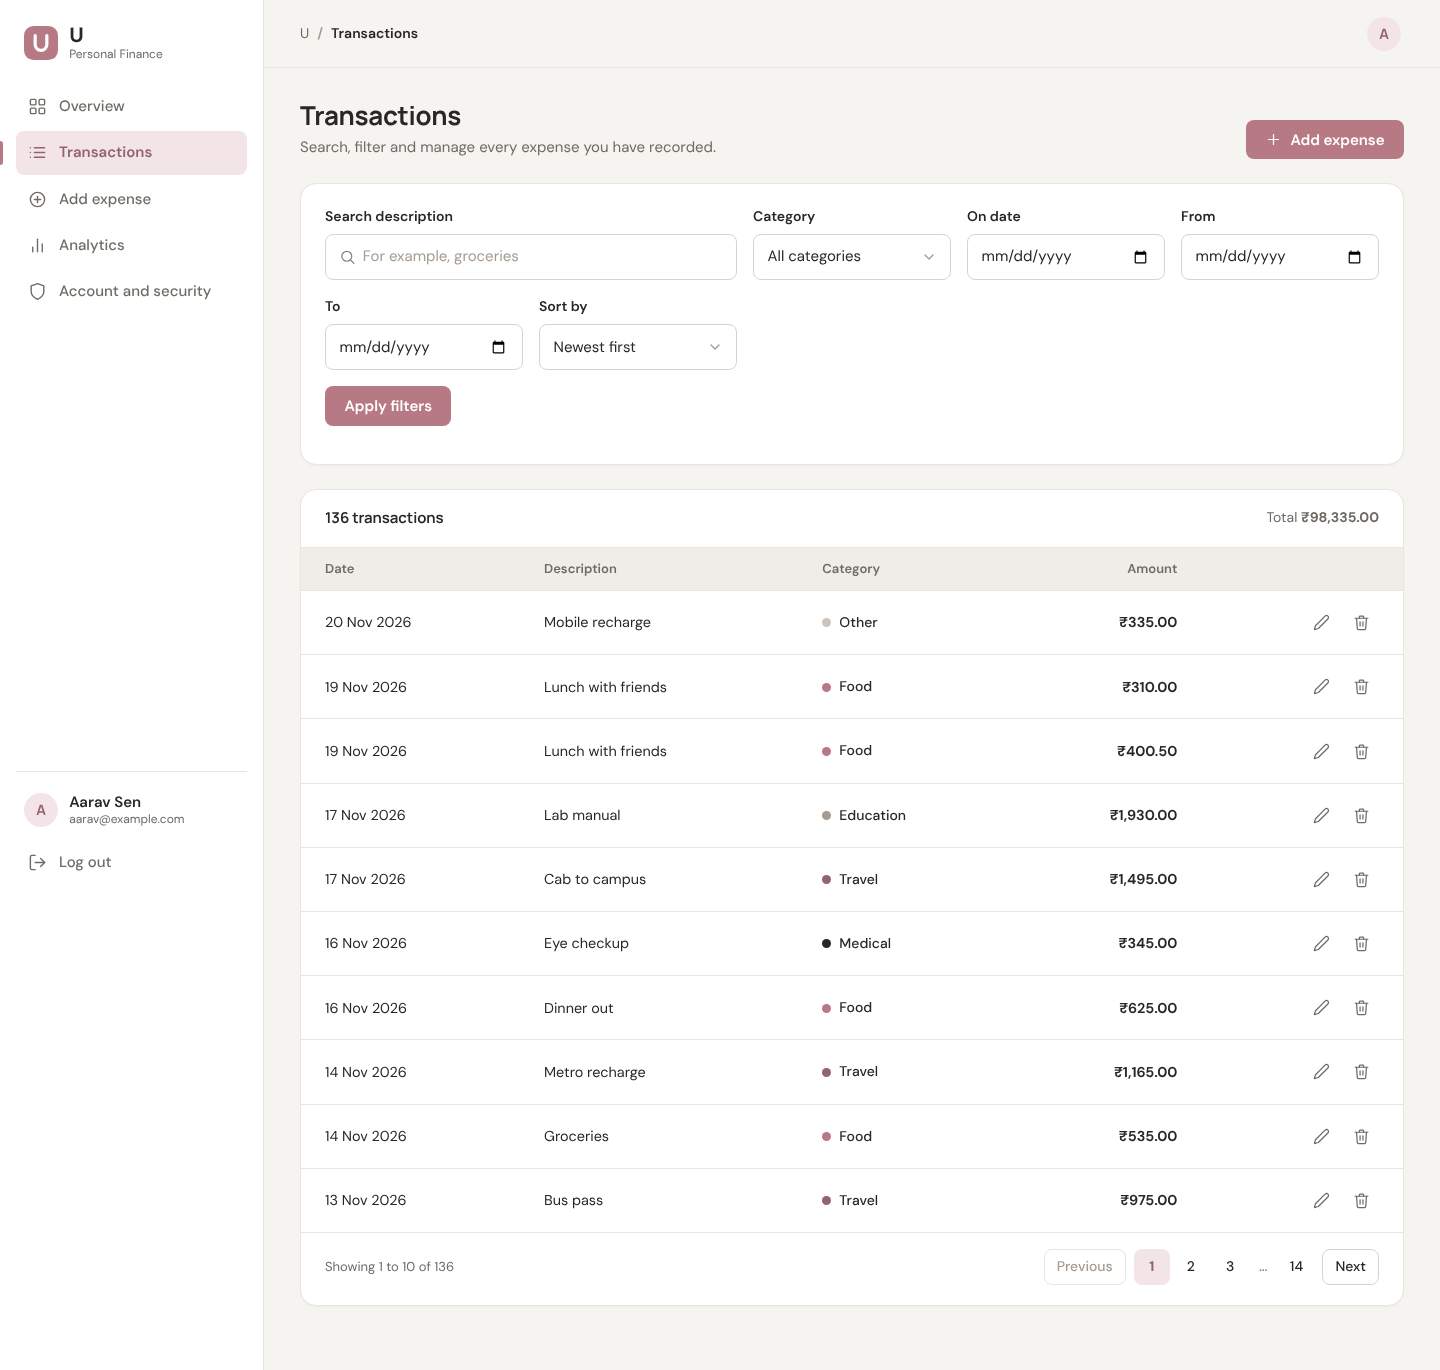 U
U
Personal Finance
Overview
Transactions
Add expense
Analytics
Account and security
A
Aarav Sen
aarav@example.com
Log out
U / Transactions
A
Transactions
Search, filter and manage every expense you have recorded.
Add expense
Search description
Category
On date
From
For example, groceries
All categories
mm/dd/yyyy
mm/dd/yyyy
To
Sort by
mm/dd/yyyy
Newest first
Apply filters
136 transactions
Total ₹98,335.00
Date Description Category Amount
20 Nov 2026 Mobile recharge Other ₹335.00
19 Nov 2026 Lunch with friends Food ₹310.00
19 Nov 2026 Lunch with friends Food ₹400.50
17 Nov 2026 Lab manual Education ₹1,930.00
17 Nov 2026 Cab to campus Travel ₹1,495.00
16 Nov 2026 Eye checkup Medical ₹345.00
16 Nov 2026 Dinner out Food ₹625.00
14 Nov 2026 Metro recharge Travel ₹1,165.00
14 Nov 2026 Groceries Food ₹535.00
13 Nov 2026 Bus pass Travel ₹975.00
Showing 1 to 10 of 136
Previous 1 2 3 … 14 Next